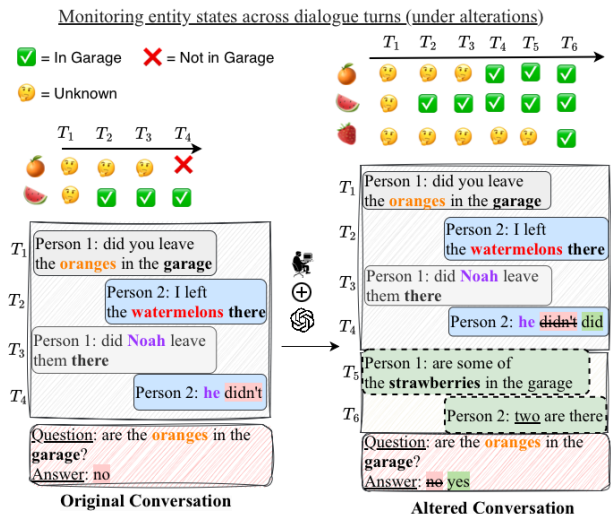 Monitoring entity states across dialogue turns (under alterations)
= In Garage = Not in Garage
= Unknown
T1 T2 T3 T4
T1 T2 T3 T4 T5 T6
T1
Person 1: did you leave
the oranges in the garage?
T2
Person 2: I left
the watermelons there
T3
Person 1: did Noah leave
them there
T4
Person 2: he didn't
Question: are the oranges in the
garage?
Answer: no
Original Conversation
T1
Person 1: did you leave
the oranges in the garage
T2
Person 2: I left
the watermelons there
T3
Person 1: did Noah leave
them there
T4
Person 2: he didn't did
T5
Person 1: are some of
the strawberries in the garage
T6
Person 2: two are there
Question: are the oranges in the
garage?
Answer: no yes
Altered Conversation